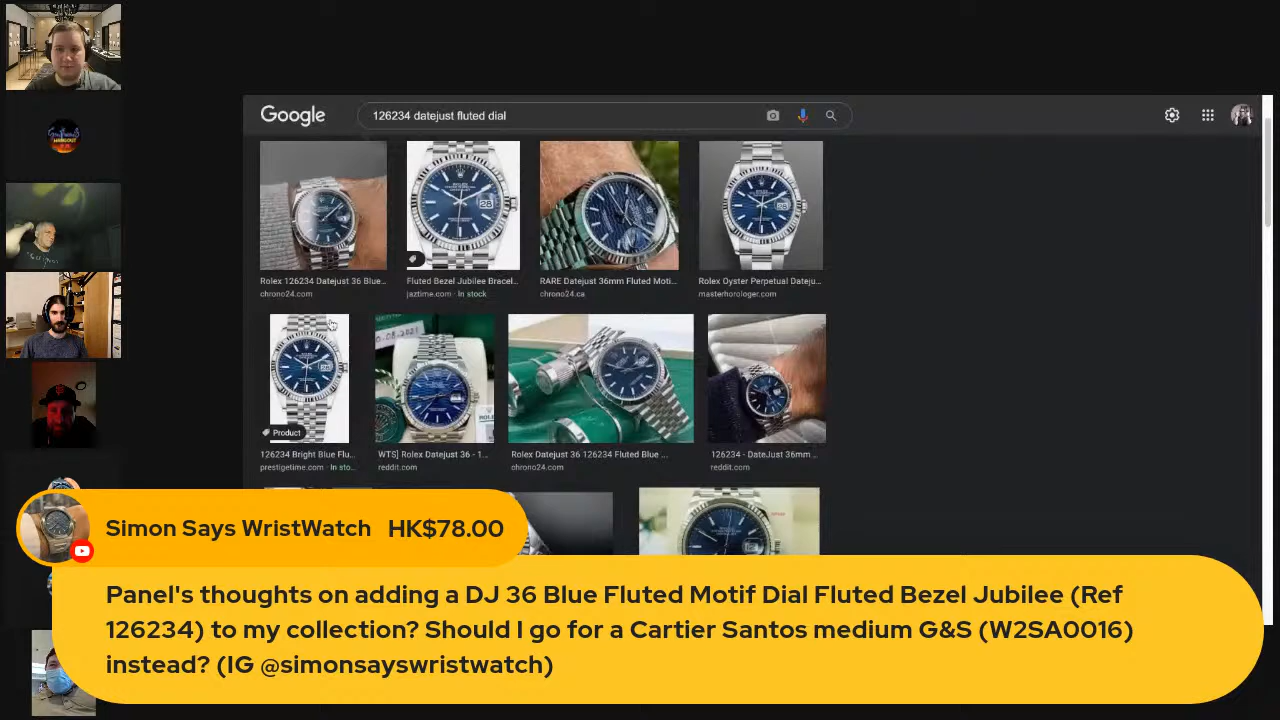 Google
126234 datejust fluted dial
Rolex 126234 Datejust 36 Blue...
chrono24.com
Fluted Bezel Jubilee Bracel...
jaztime.com · In stock
RARE Datejust 36mm Fluted Moti...
chrono24.ca
Rolex Oyster Perpetual Dateju...
masterhorologer.com
Product
126234 Bright Blue Flu...
prestigetime.com · In sto...
WTS] Rolex Datejust 36 - 1...
reddit.com
Rolex Datejust 36 126234 Fluted Blue ...
chrono24.com
126234 - DateJust 36mm ...
reddit.com
Simon Says WristWatch HK$78.00
Panel's thoughts on adding a DJ 36 Blue Fluted Motif Dial Fluted Bezel Jubilee (Ref
126234) to my collection? Should I go for a Cartier Santos medium G&S (W2SA0016)
instead? (IG @simonsayswristwatch)